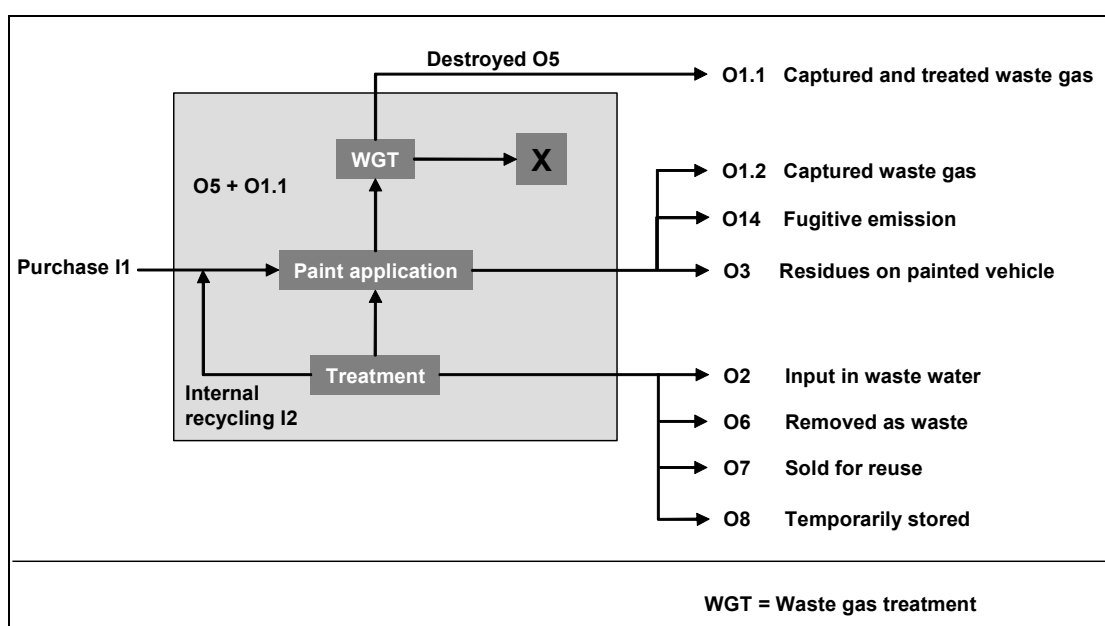 Destroyed O5
O1.1 Captured and treated waste gas
WGT
X
O1.2 Captured waste gas
O5 + O1.1
O14 Fugitive emission
Purchase I1
Paint application
O3 Residues on painted vehicle
Treatment
O2 Input in waste water
Internal
recycling I2
O6 Removed as waste
O7 Sold for reuse
O8 Temporarily stored
WGT = Waste gas treatment